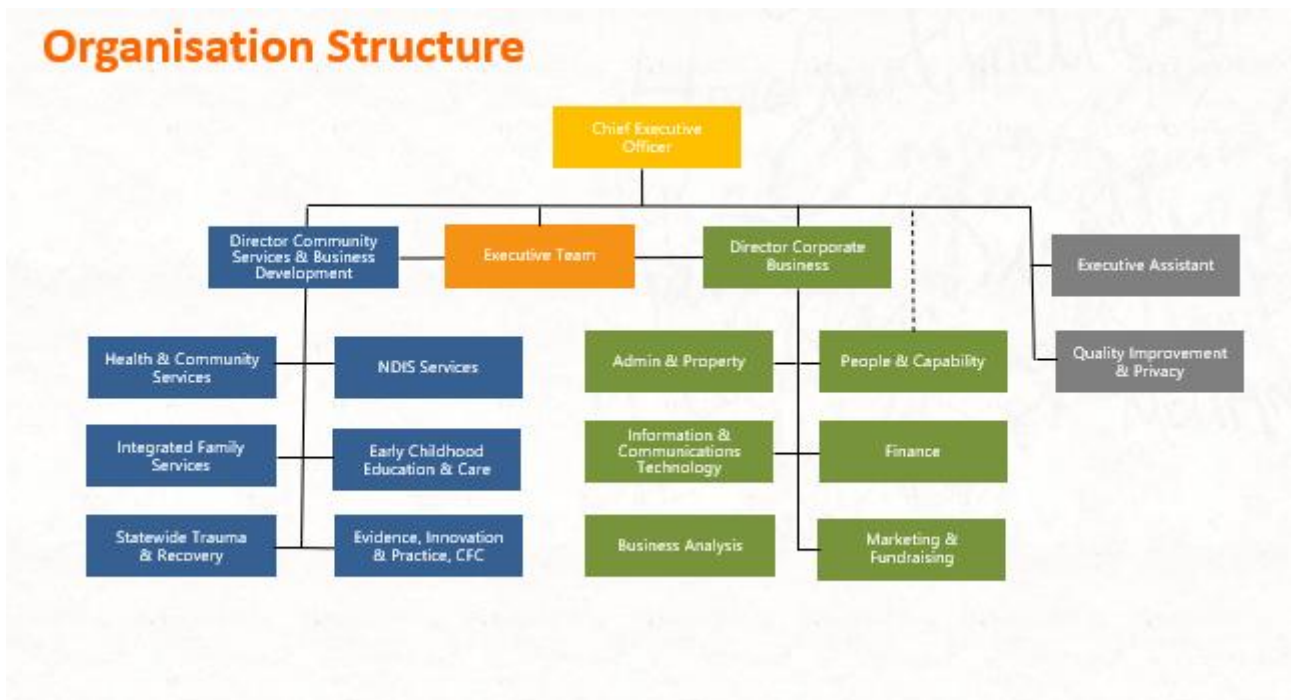 Organisation Structure
Chief Executive
Officer
Director Community
Services & Business
Development
Executive Team
Director Corporate
Business
Executive Assistant
Health & Community
Services
NDIS Services
Admin & Property
People & Capability
Quality Improvement
& Privacy
Integrated Family
Services
Early Childhood
Education & Care
Information &
Communications
Technology
Finance
Statewide Trauma
& Recovery
Evidence, Innovation
& Practice, CFC
Business Analysis
Marketing &
Fundraising